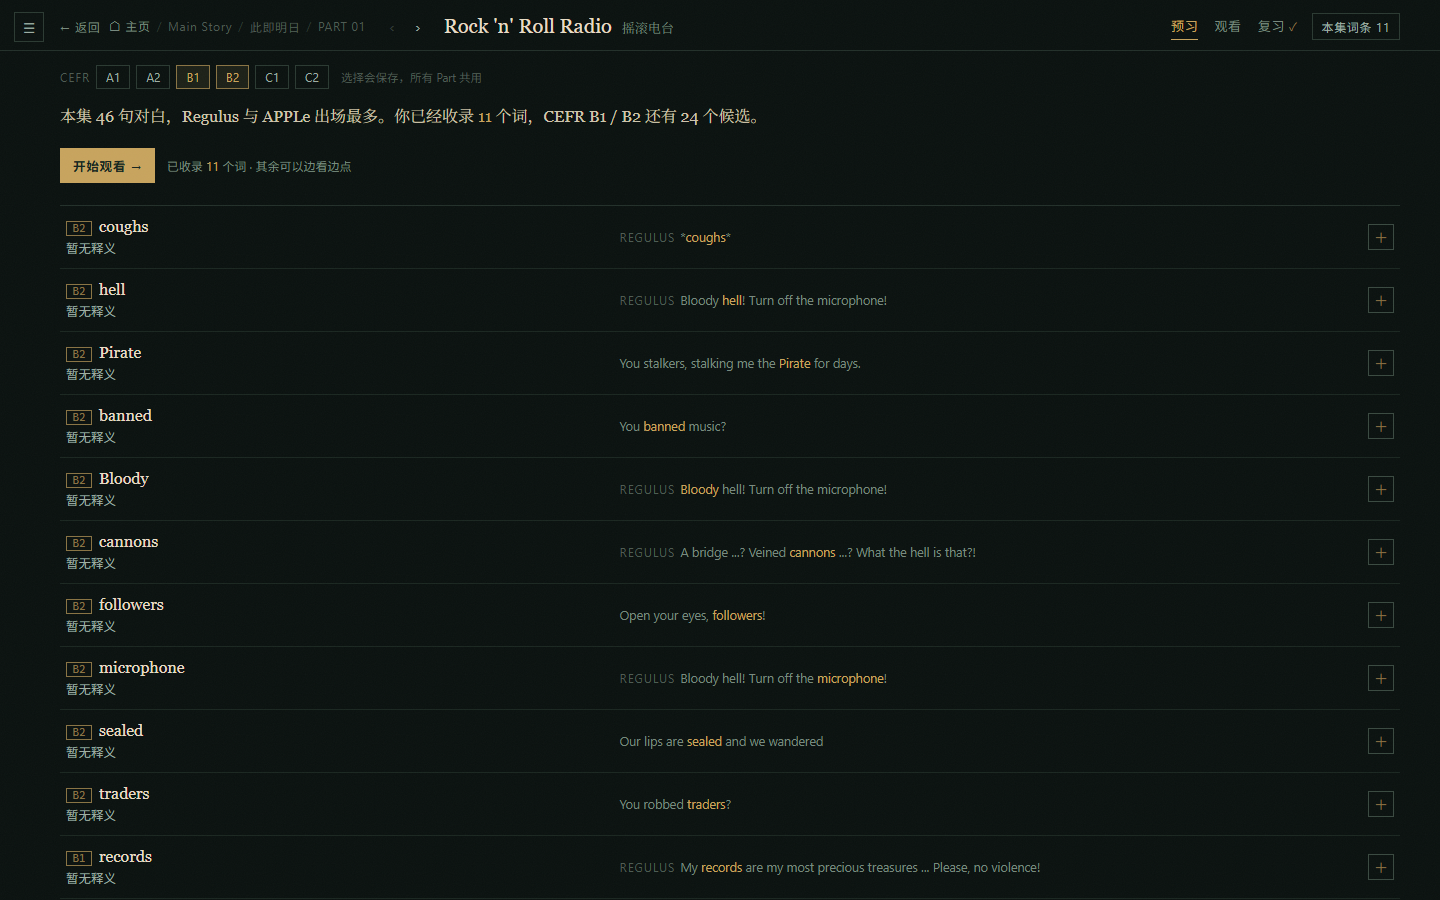 ☰ ← 返回 主页 / Main Story / 此即明日 / PART 01 ‹ › Rock 'n' Roll Radio 摇滚电台 预习 观看 复习 ✓ 本集词条 11
CEFR A1 A2 B1 B2 C1 C2 选择会保存，所有 Part 共用
本集 46 句对白，Regulus 与 APPLe 出场最多。你已经收录 11 个词，CEFR B1 / B2 还有 24 个候选。
开始观看 → 已收录 11 个词 · 其余可以边看边点
B2 coughs
暂无释义
REGULUS *coughs* +
B2 hell
暂无释义
REGULUS Bloody hell! Turn off the microphone! +
B2 Pirate
暂无释义
You stalkers, stalking me the Pirate for days. +
B2 banned
暂无释义
You banned music? +
B2 Bloody
暂无释义
REGULUS Bloody hell! Turn off the microphone! +
B2 cannons
暂无释义
REGULUS A bridge ...? Veined cannons ...? What the hell is that?! +
B2 followers
暂无释义
Open your eyes, followers! +
B2 microphone
暂无释义
REGULUS Bloody hell! Turn off the microphone! +
B2 sealed
暂无释义
Our lips are sealed and we wandered +
B2 traders
暂无释义
You robbed traders? +
B1 records
暂无释义
REGULUS My records are my most precious treasures ... Please, no violence! +